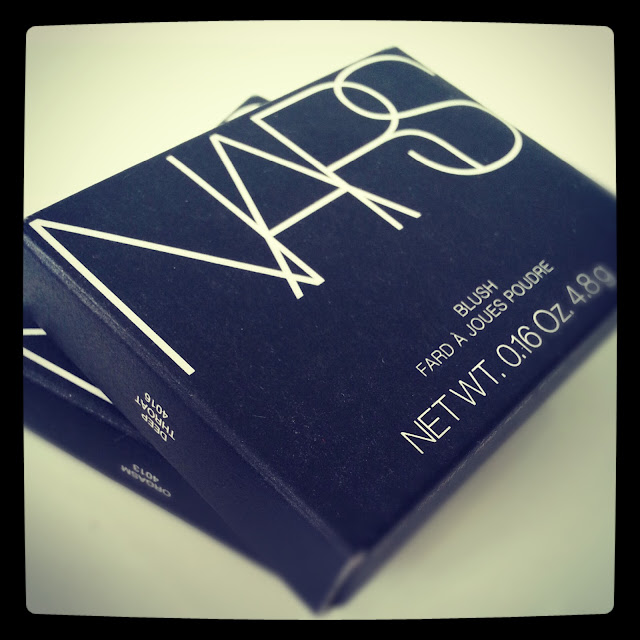 NARS
BLUSH
FARD À JOUES POUDRE
NET WT. 0.16 Oz. 4.8 g
DEEP
THROAT
4016
ORGASM
4013